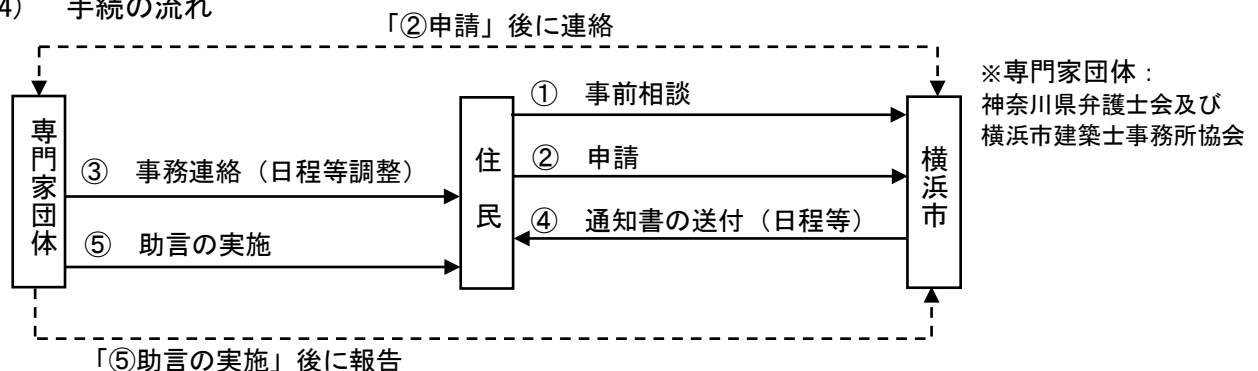 4) 手続の流れ
「②申請」後に連絡
※専門家団体：
神奈川県弁護士会及び
横浜市建築士事務所協会
専門家団体
住民
横浜市
① 事前相談
② 申請
③ 事務連絡（日程等調整）
④ 通知書の送付（日程等）
⑤ 助言の実施
「⑤助言の実施」後に報告